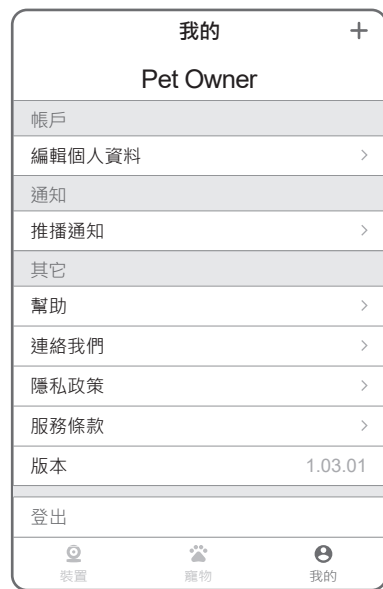 我的 +
Pet Owner
帳戶
編輯個人資料
通知
推播通知
其它
幫助
連絡我們
隱私政策
服務條款
版本 1.03.01
登出
裝置 寵物 我的